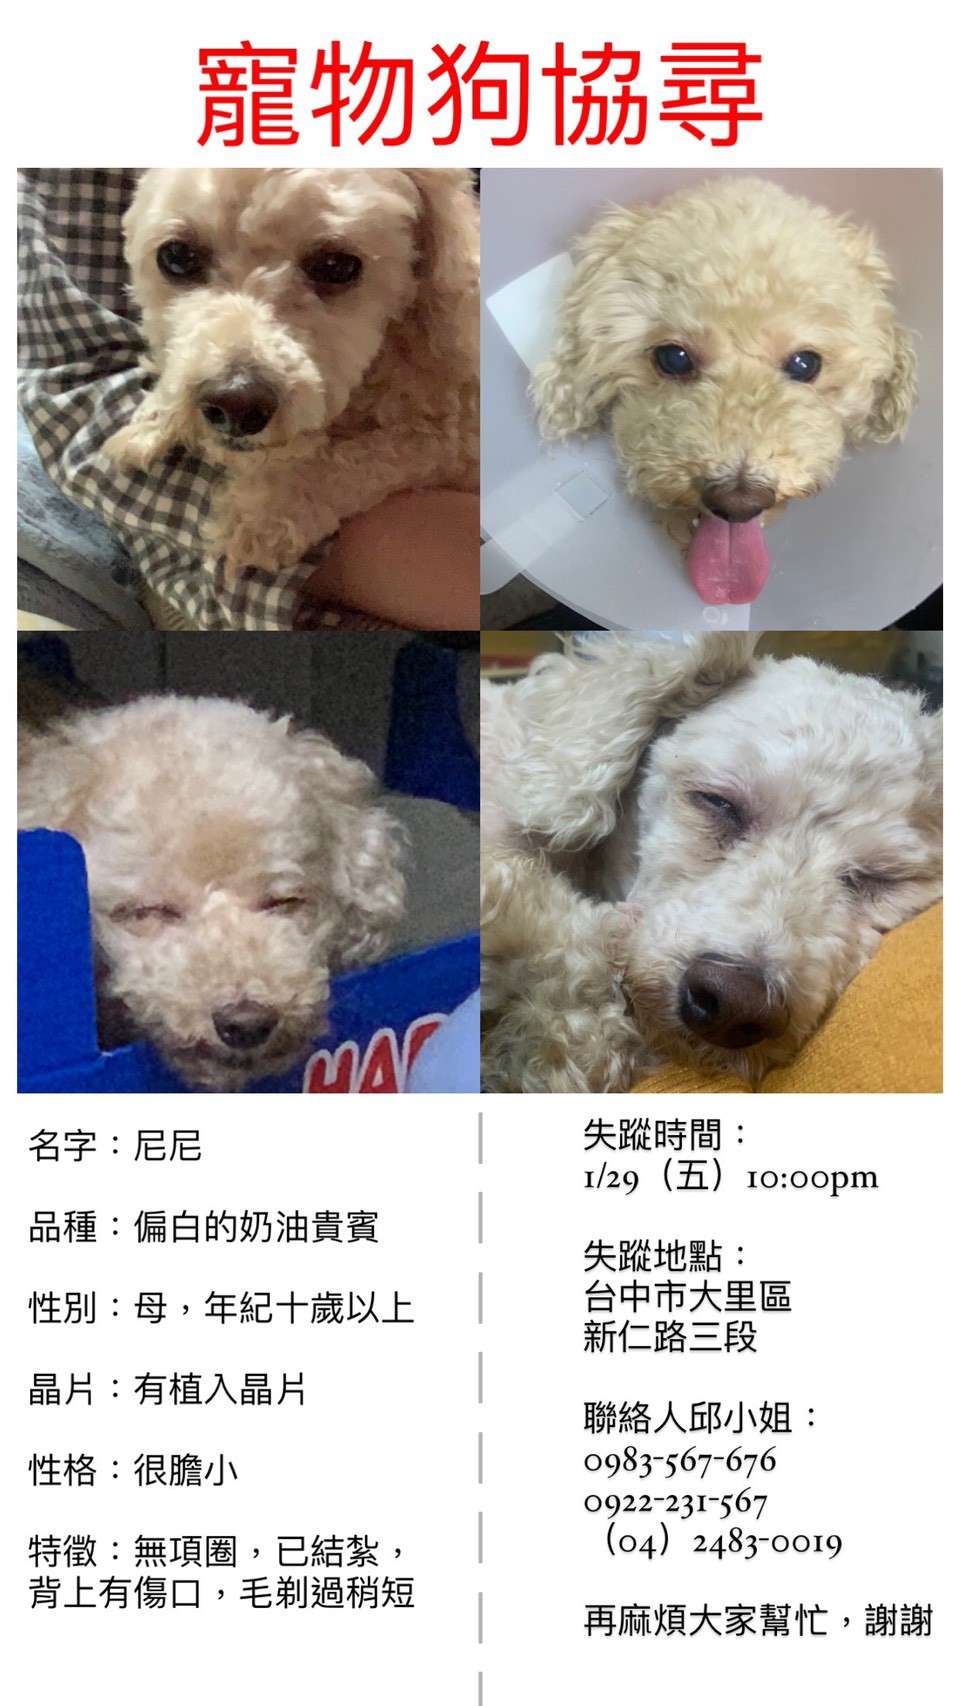 寵物狗協尋
HAP
名字：尼尼
品種：偏白的奶油貴賓
性別：母，年紀十歲以上
晶片：有植入晶片
性格：很膽小
特徵：無項圈，已結紮，
背上有傷口，毛剃過稍短
失蹤時間：
1/29（五）10:00pm
失蹤地點：
台中市大里區
新仁路三段
聯絡人邱小姐：
0983-567-676
0922-231-567
（04）2483-0019
再麻煩大家幫忙，謝謝